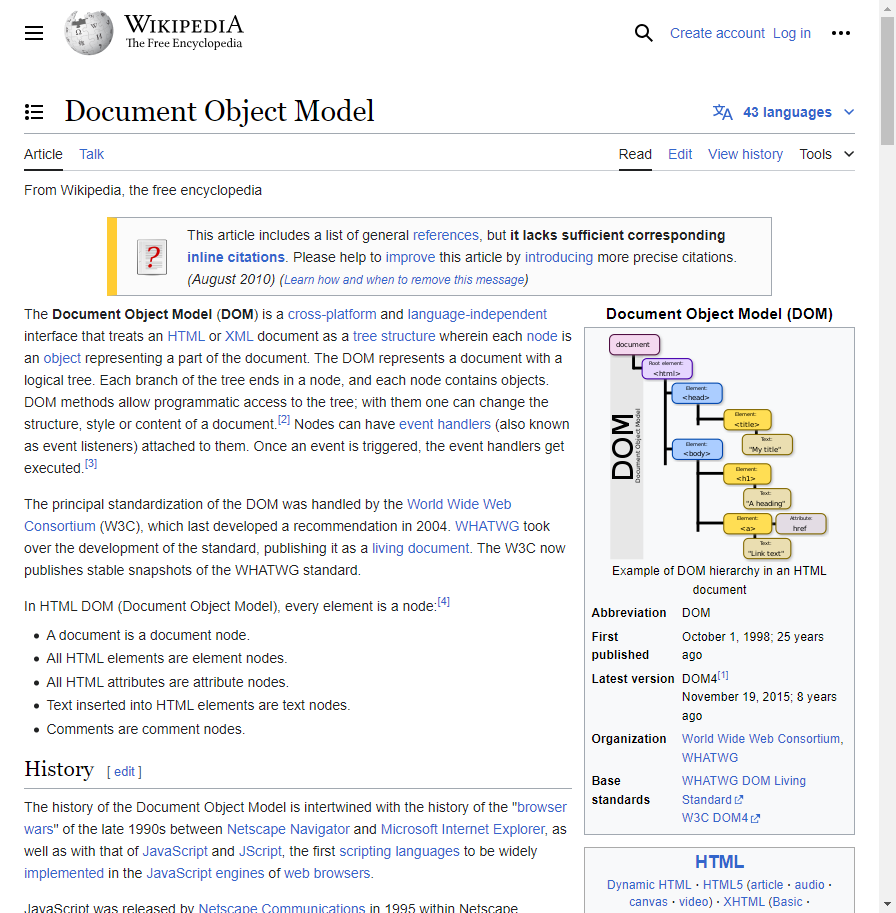 WIKIPEDIA
The Free Encyclopedia
Create account Log in
Document Object Model
43 languages
Article Talk
Read Edit View history Tools
From Wikipedia, the free encyclopedia
This article includes a list of general references, but it lacks sufficient corresponding
inline citations. Please help to improve this article by introducing more precise citations.
(August 2010) (Learn how and when to remove this message)
The Document Object Model (DOM) is a cross-platform and language-independent
interface that treats an HTML or XML document as a tree structure wherein each node is
an object representing a part of the document. The DOM represents a document with a
logical tree. Each branch of the tree ends in a node, and each node contains objects.
DOM methods allow programmatic access to the tree; with them one can change the
structure, style or content of a document.[2] Nodes can have event handlers (also known
as event listeners) attached to them. Once an event is triggered, the event handlers get
executed.[3]
The principal standardization of the DOM was handled by the World Wide Web
Consortium (W3C), which last developed a recommendation in 2004. WHATWG took
over the development of the standard, publishing it as a living document. The W3C now
publishes stable snapshots of the WHATWG standard.
In HTML DOM (Document Object Model), every element is a node:[4]
• A document is a document node.
• All HTML elements are element nodes.
• All HTML attributes are attribute nodes.
• Text inserted into HTML elements are text nodes.
• Comments are comment nodes.
History [ edit ]
The history of the Document Object Model is intertwined with the history of the "browser
wars" of the late 1990s between Netscape Navigator and Microsoft Internet Explorer, as
well as with that of JavaScript and JScript, the first scripting languages to be widely
implemented in the JavaScript engines of web browsers.
JavaScript was released by Netscape Communications in 1995 within Netscape
Document Object Model (DOM)
document
Root element:
<html>
Element:
<head>
Element:
<title>
Text:
"My title"
Element:
<body>
Element:
<h1>
Text:
"A heading"
Element:
<a>
Attribute:
href
Text:
"Link text"
DOM
Document Object Model
Example of DOM hierarchy in an HTML
document
Abbreviation DOM
First published October 1, 1998; 25 years
ago
Latest version DOM4[1]
November 19, 2015; 8 years
ago
Organization World Wide Web Consortium,
WHATWG
Base standards WHATWG DOM Living
Standard
W3C DOM4
HTML
Dynamic HTML · HTML5 (article · audio ·
canvas · video) · XHTML (Basic ·